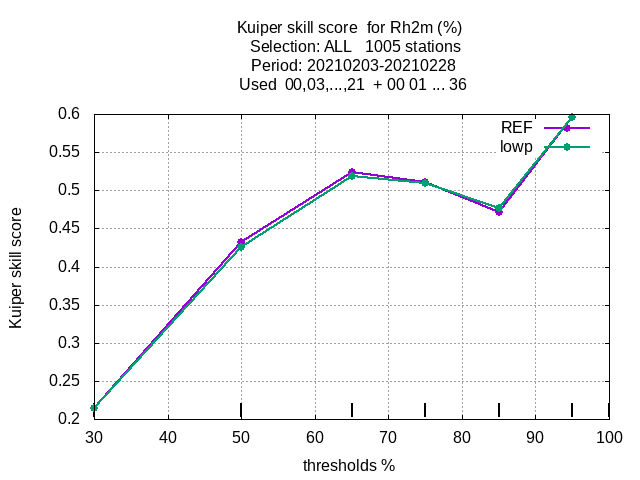 Kuiper skill score  for Rh2m (%)
Selection: ALL   1005 stations
Period: 20210203-20210228
Used  00,03,...,21  + 00 01 ... 36
0.6
0.55
0.5
0.45
0.4
0.35
0.3
0.25
0.2
Kuiper skill score
REF
lowp
30 40 50 60 70 80 90 100
thresholds %